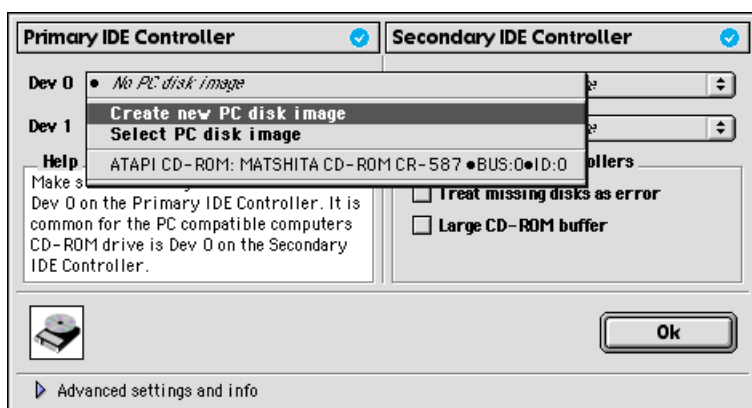 Primary IDE Controller
Secondary IDE Controller
Dev 0
No PC disk image
Create new PC disk image
Select PC disk image
ATAPI CD-ROM: MATSHITA CD-ROM CR-587 ●BUS:0●ID:0
Dev 1
Help
Make
Dev 0 on the Primary IDE Controller. It is
common for the PC compatible computers
CD-ROM drive is Dev 0 on the Secondary
IDE Controller.
Treat missing disks as error
Large CD-ROM buffer
Ok
Advanced settings and info